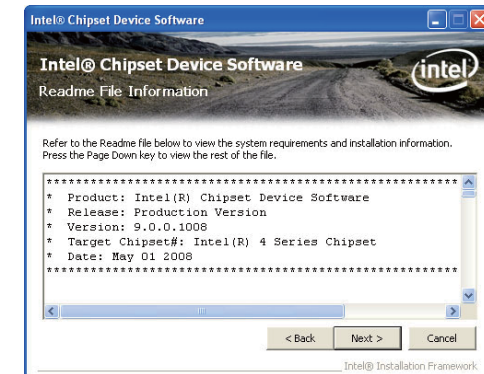 Intel® Chipset Device Software
Intel® Chipset Device Software
intel
Readme File Information
Refer to the Readme file below to view the system requirements and installation information.
Press the Page Down key to view the rest of the file.
*********************************************************
*  Product: Intel(R) Chipset Device Software
*  Release: Production Version
*  Version: 9.0.0.1008
*  Target Chipset#: Intel(R) 4 Series Chipset
*  Date: May 01 2008
*********************************************************
< Back Next > Cancel
Intel® Installation Framework